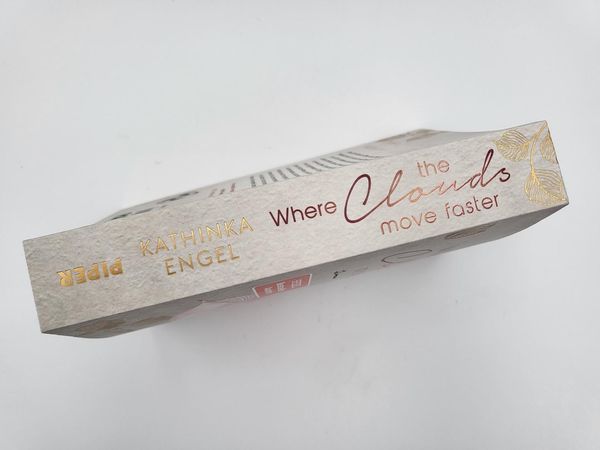 PIPER
KATHINKA
ENGEL
Where the Clouds
move faster